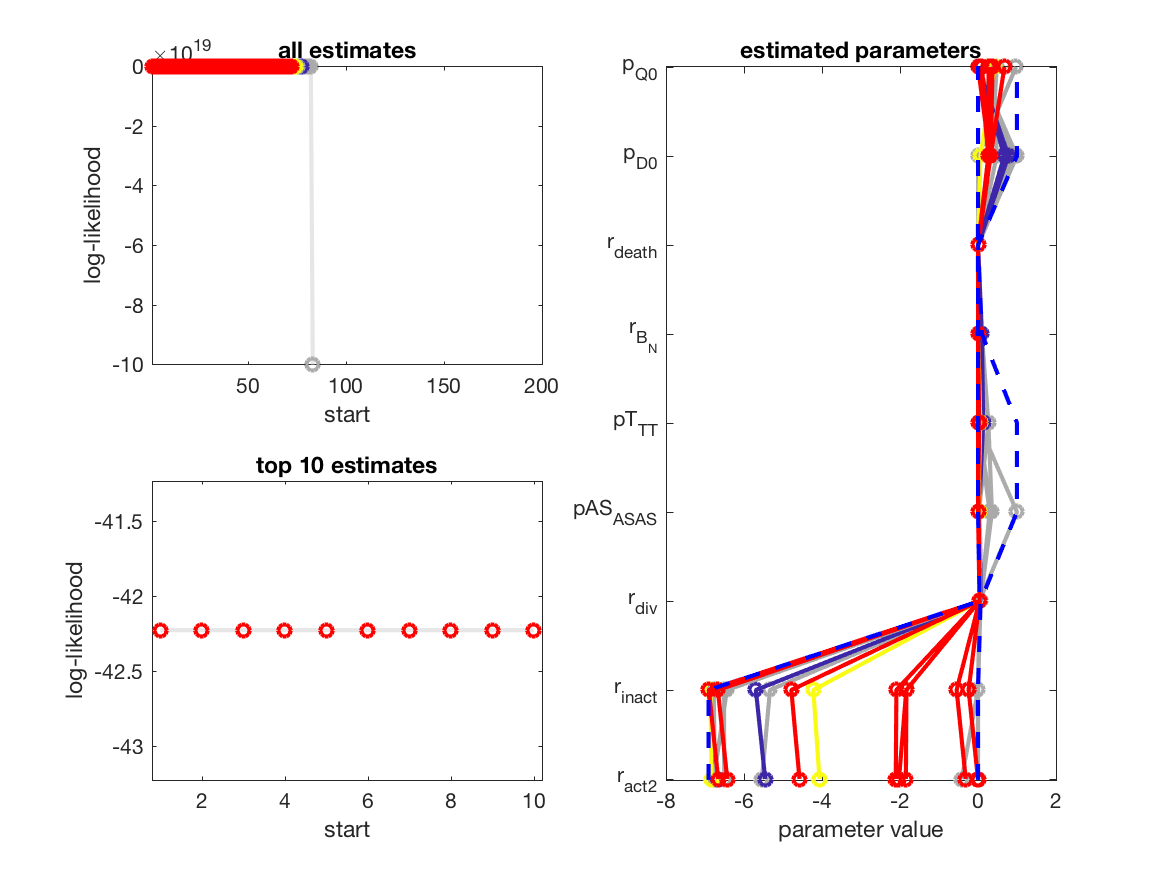 all estimates
×10^19
0
-2
-4
-6
-8
-10
50
100
150
200
log-likelihood
start
top 10 estimates
-41.5
-42
-42.5
-43
2
4
6
8
10
log-likelihood
start
estimated parameters
p_Q0
p_D0
r_death
r_B_N
pT_TT
pAS_ASAS
r_div
r_inact
r_act2
-8
-6
-4
-2
0
2
parameter value